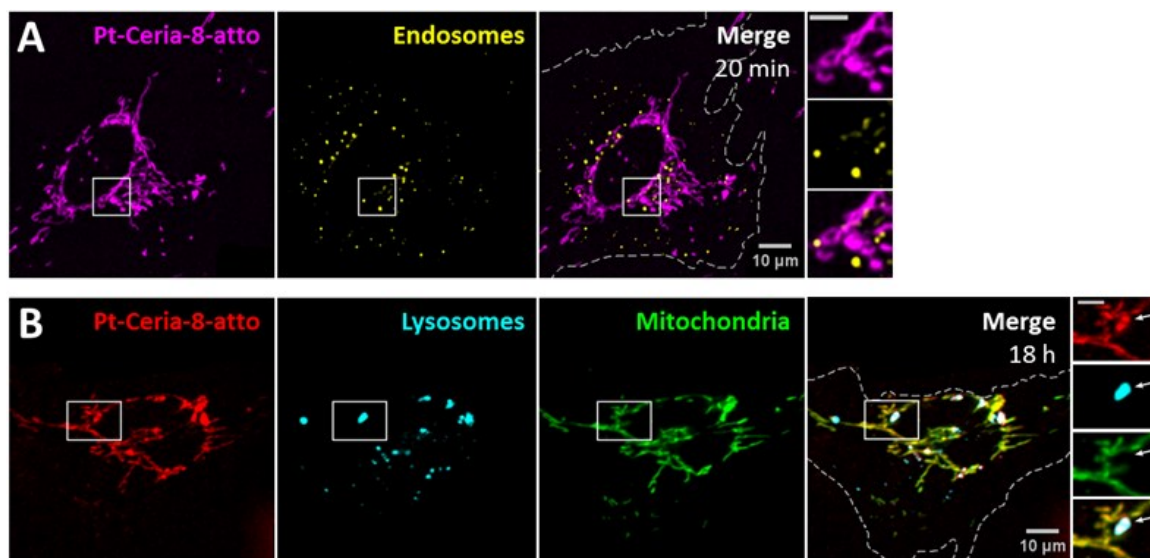 A
Pt-Ceria-8-atto
Endosomes
Merge
20 min
10 µm
B
Pt-Ceria-8-atto
Lysosomes
Mitochondria
Merge
18 h
10 µm